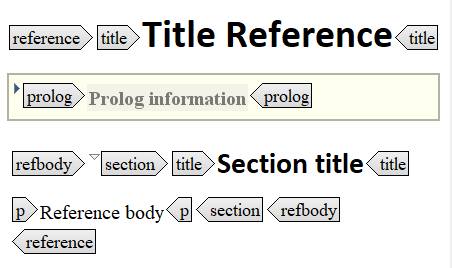 reference title Title Reference title
prolog Prolog information prolog
refbody section title Section title title
p Reference body p section refbody
reference